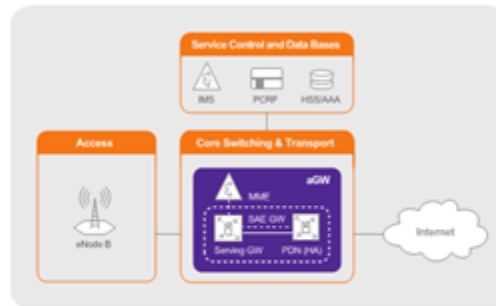 Service Control and Data Bases
IMS PCRF HSS/AAA
Access
Core Switching & Transport
aGW
MME
SAE GW
Serving GW PDN (HA)
eNode B
Internet